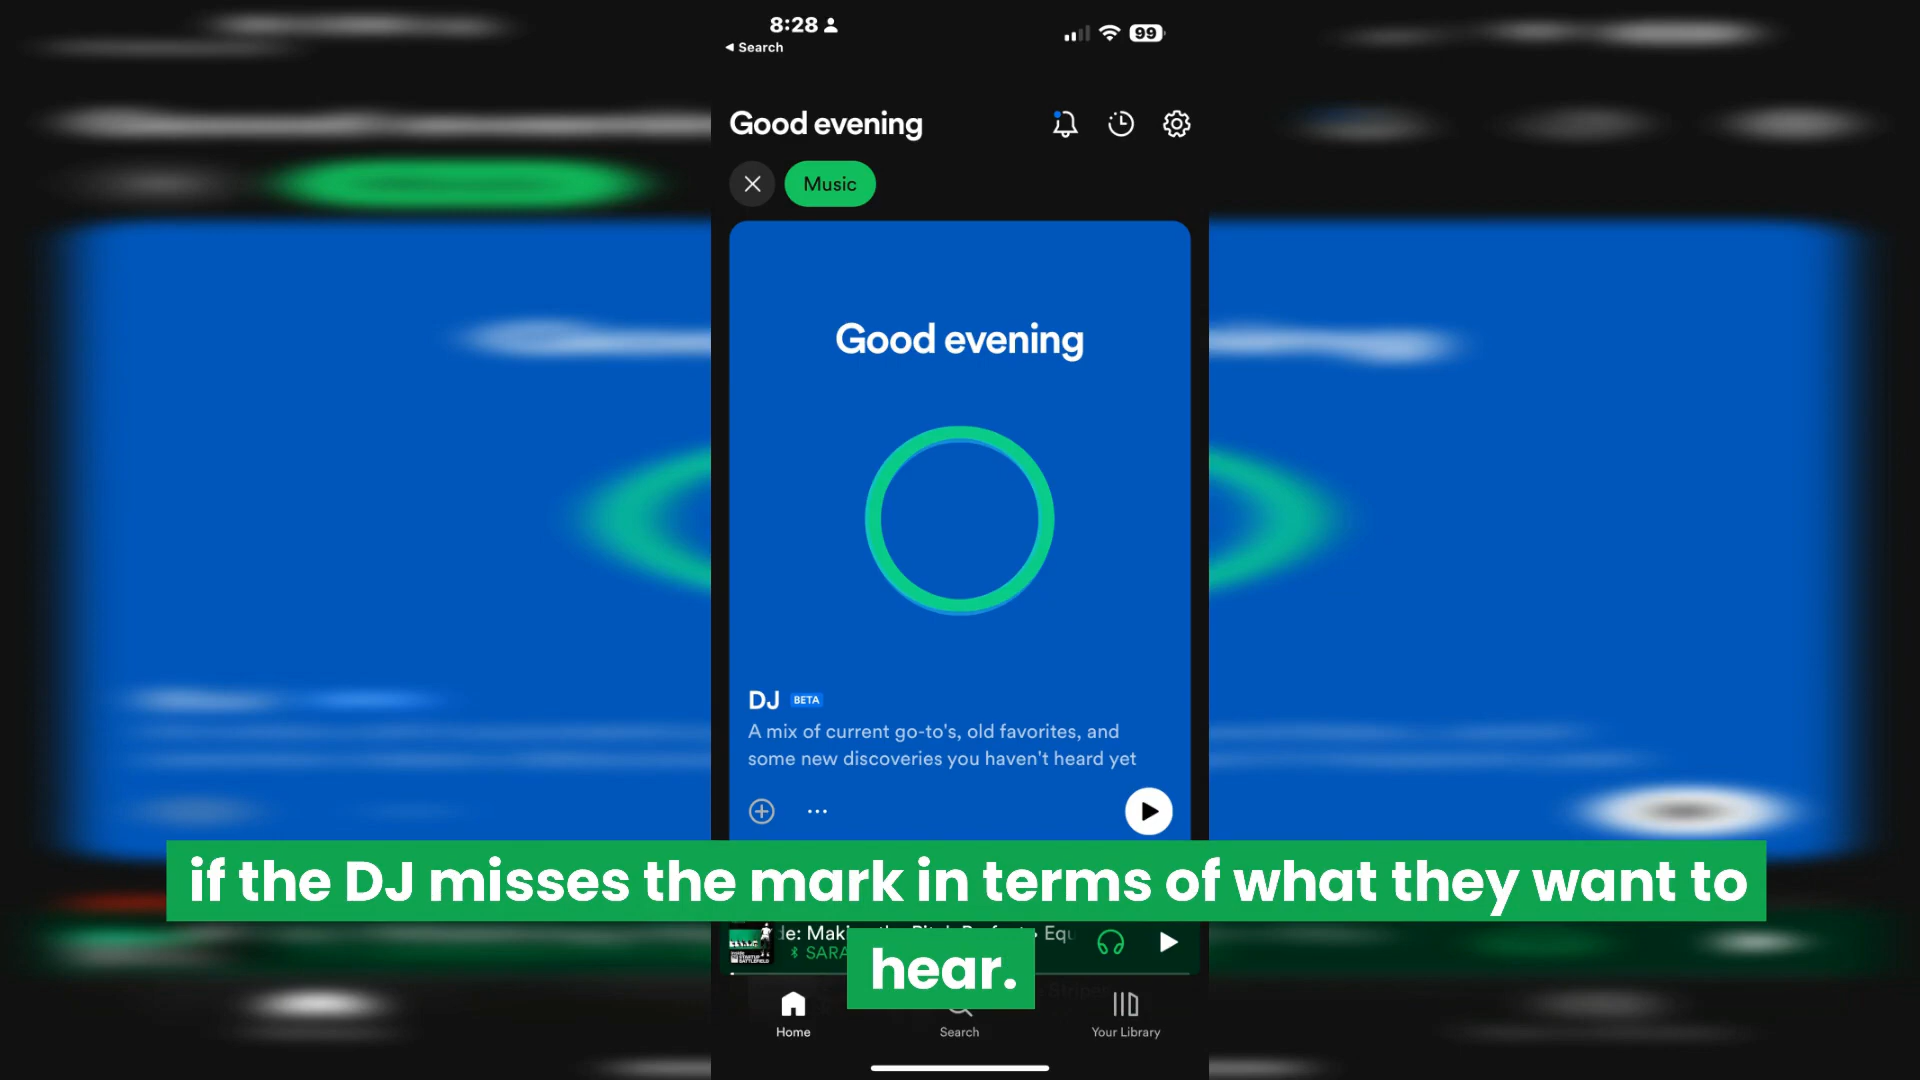 8:28
99
◀ Search
Good evening
Music
Good evening
DJ BETA
A mix of current go-to's, old favorites, and
some new discoveries you haven't heard yet
if the DJ misses the mark in terms of what they want to
hear.
Home
Search
Your Library